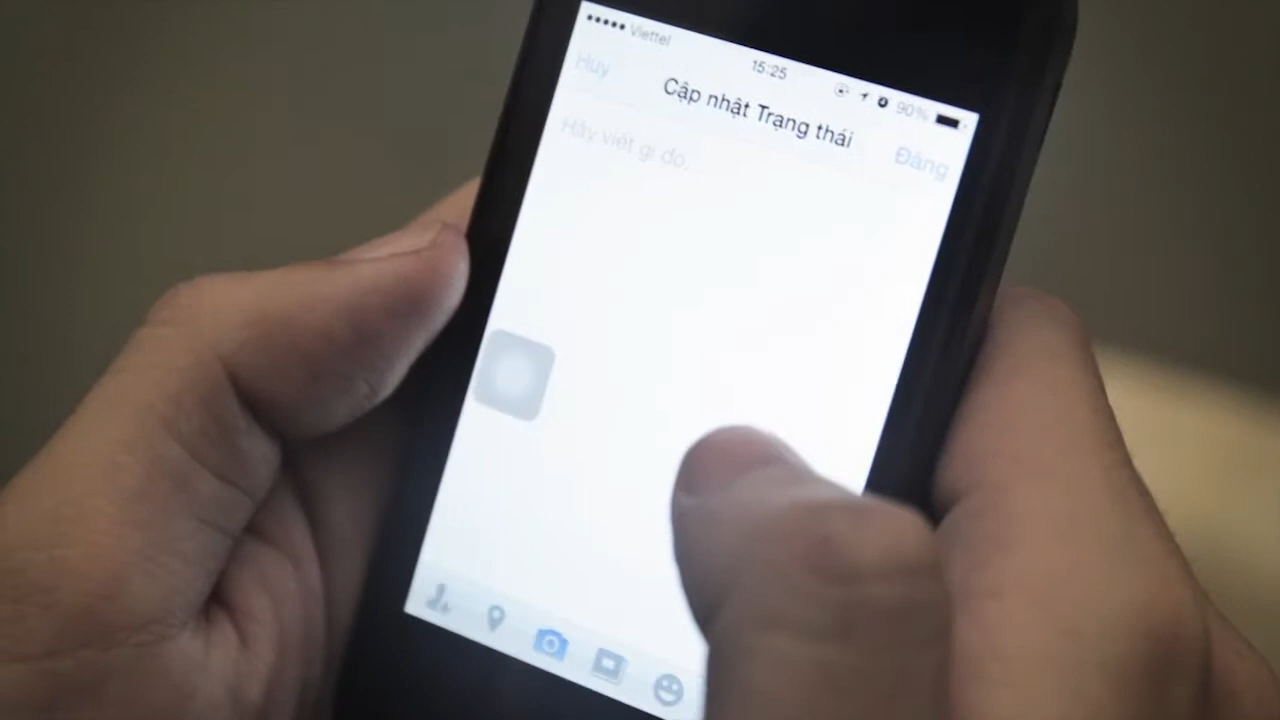 Viettel 15:25 90%
Hủy Cập nhật Trạng thái Đăng
Hãy viết gì đó.